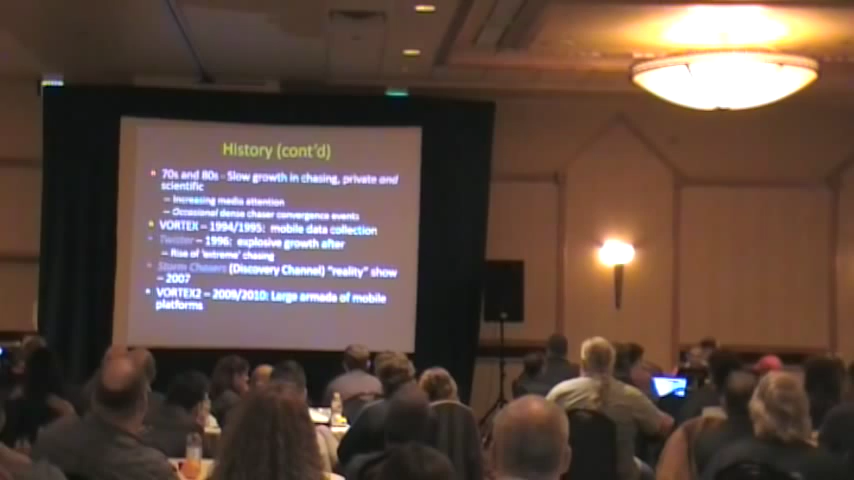 History (cont'd)
70s and 80s - Slow growth in chasing, private and
scientific
– Increasing media attention
– Occasional dense chaser convergence events
VORTEX – 1994/1995: mobile data collection
Twister – 1996: explosive growth after
– Rise of 'extreme' chasing
Storm Chasers (Discovery Channel) "reality" show
– 2007
VORTEX2 – 2009/2010: Large armada of mobile
platforms